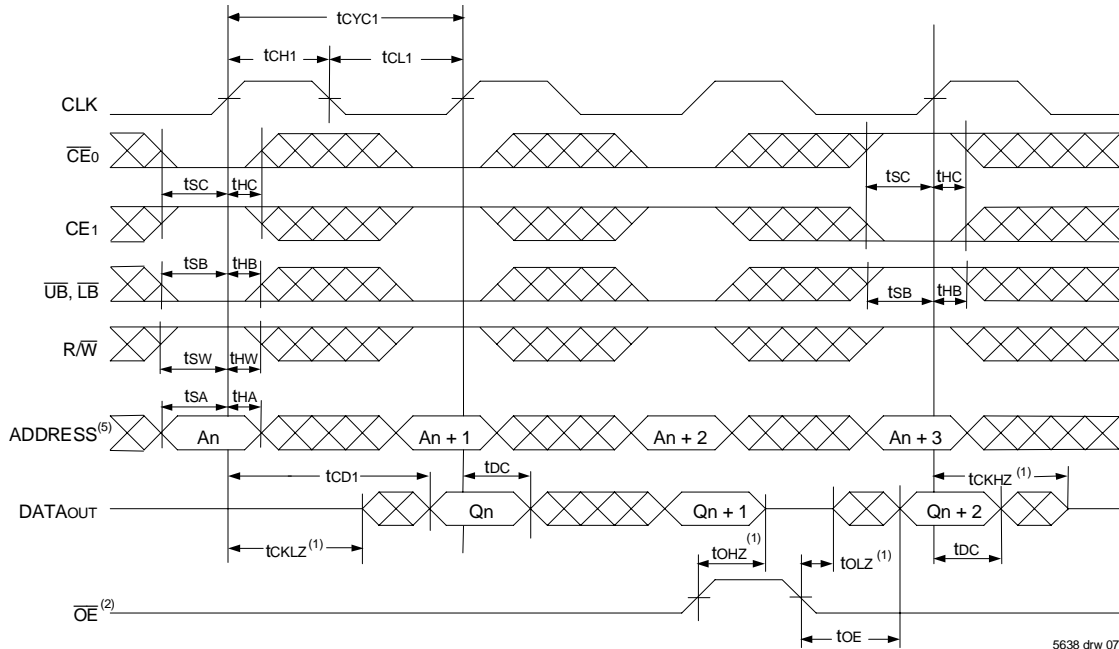 tCYC1
tCH1 tCL1
CLK
CE0
tSC tHC tSC tHC
CE1
tSB tHB
UB, LB tSB tHB
R/W
tSW tHW
tSA tHA
ADDRESS(5) An An + 1 An + 2 An + 3
tCD1 tDC tCKHZ(1)
DATAOUT Qn Qn + 1 Qn + 2
tCKLZ(1) tOHZ(1) tOLZ(1) tDC
OE(2)
tOE
5638 drw 07